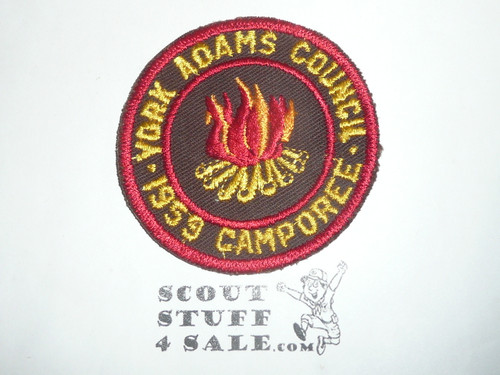 · YORK ADAMS COUNCIL ·
1959 CAMPOREE
SCOUT
STUFF
4 SALE.COM